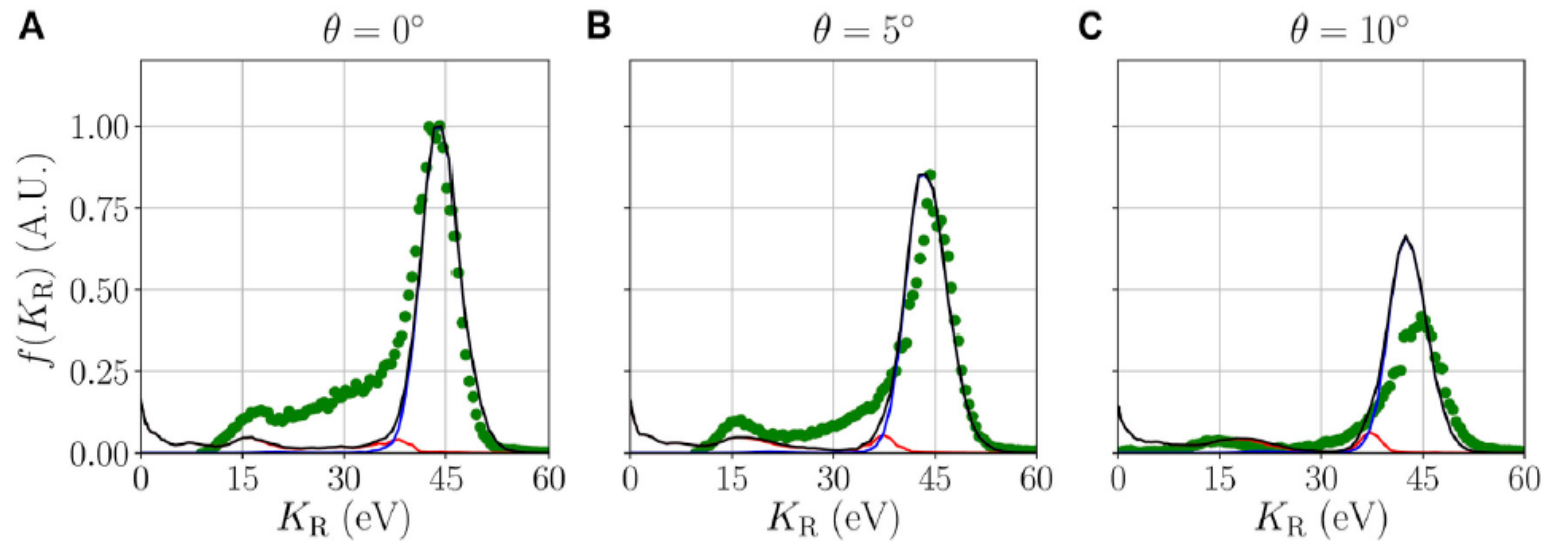 A θ = 0° B θ = 5° C θ = 10°
f(K_R) (A.U.)
1.00
0.75
0.50
0.25
0.00
0 15 30 45 60 0 15 30 45 60 0 15 30 45 60
K_R (eV) K_R (eV) K_R (eV)